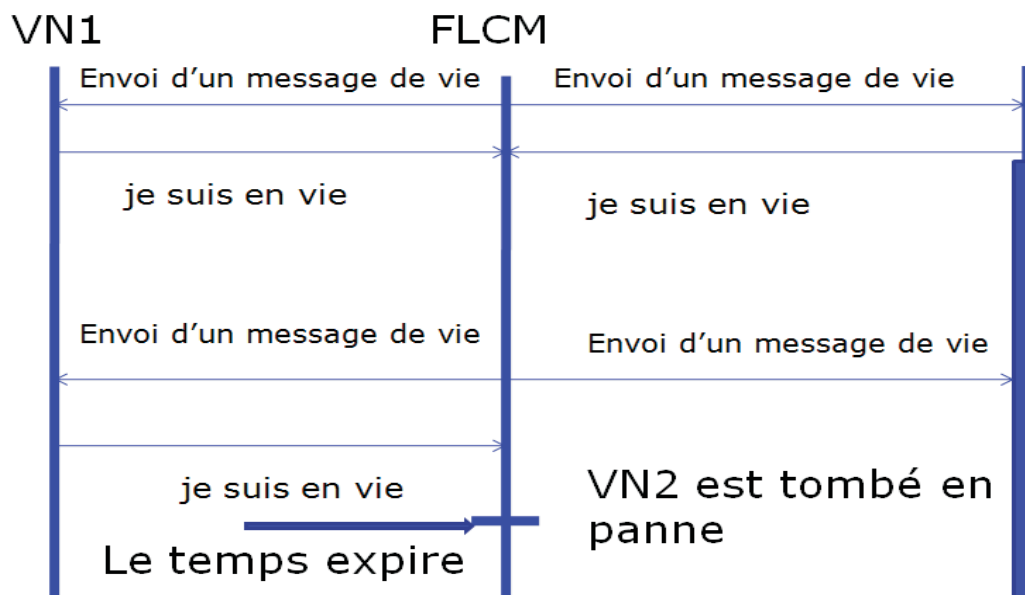 VN1
FLCM
Envoi d'un message de vie
Envoi d'un message de vie
je suis en vie
je suis en vie
Envoi d'un message de vie
Envoi d'un message de vie
je suis en vie
VN2 est tombé en
panne
Le temps expire